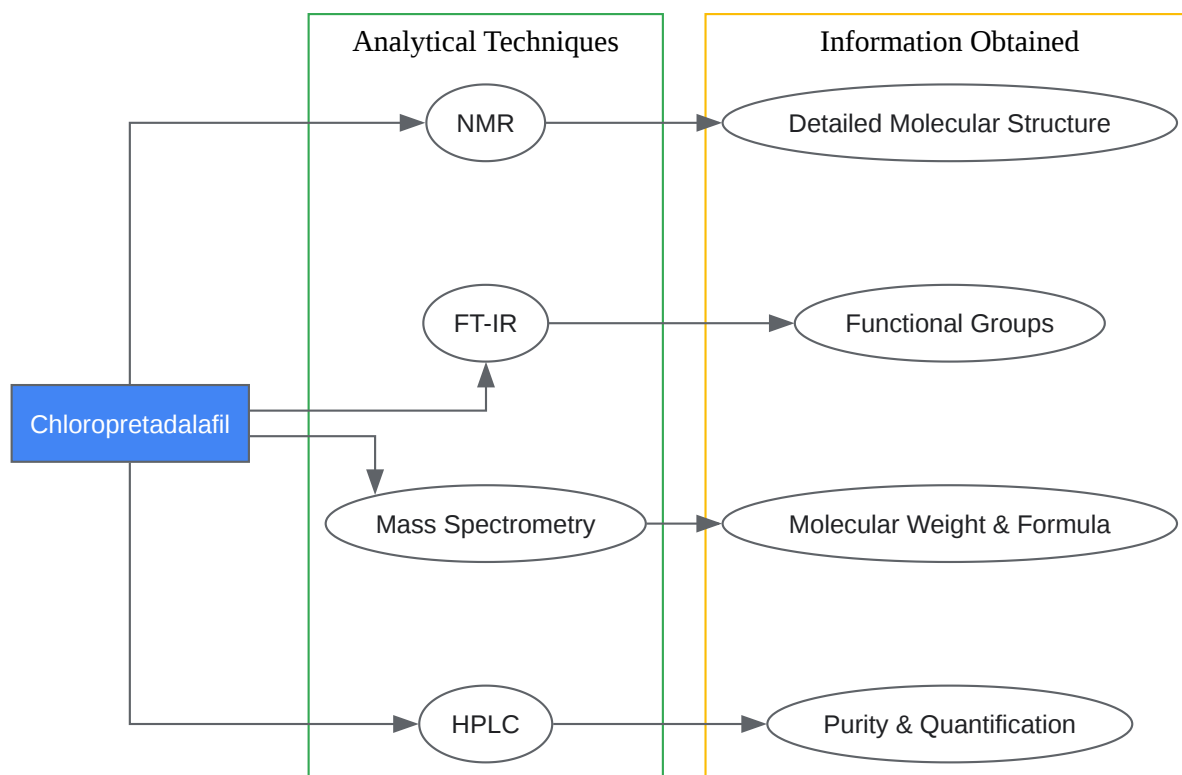 Analytical Techniques
Information Obtained
NMR
Detailed Molecular Structure
FT-IR
Functional Groups
Chloropretadalafil
Mass Spectrometry
Molecular Weight & Formula
HPLC
Purity & Quantification